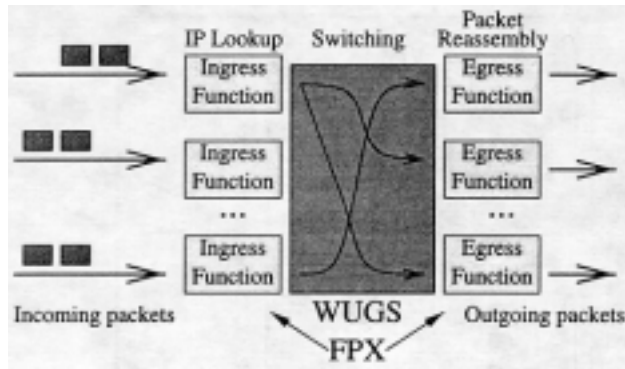 IP Lookup
Switching
Packet
Reassembly
Ingress
Function
Egress
Function
Ingress
Function
Egress
Function
...
...
Ingress
Function
Egress
Function
Incoming packets
WUGS
Outgoing packets
FPX